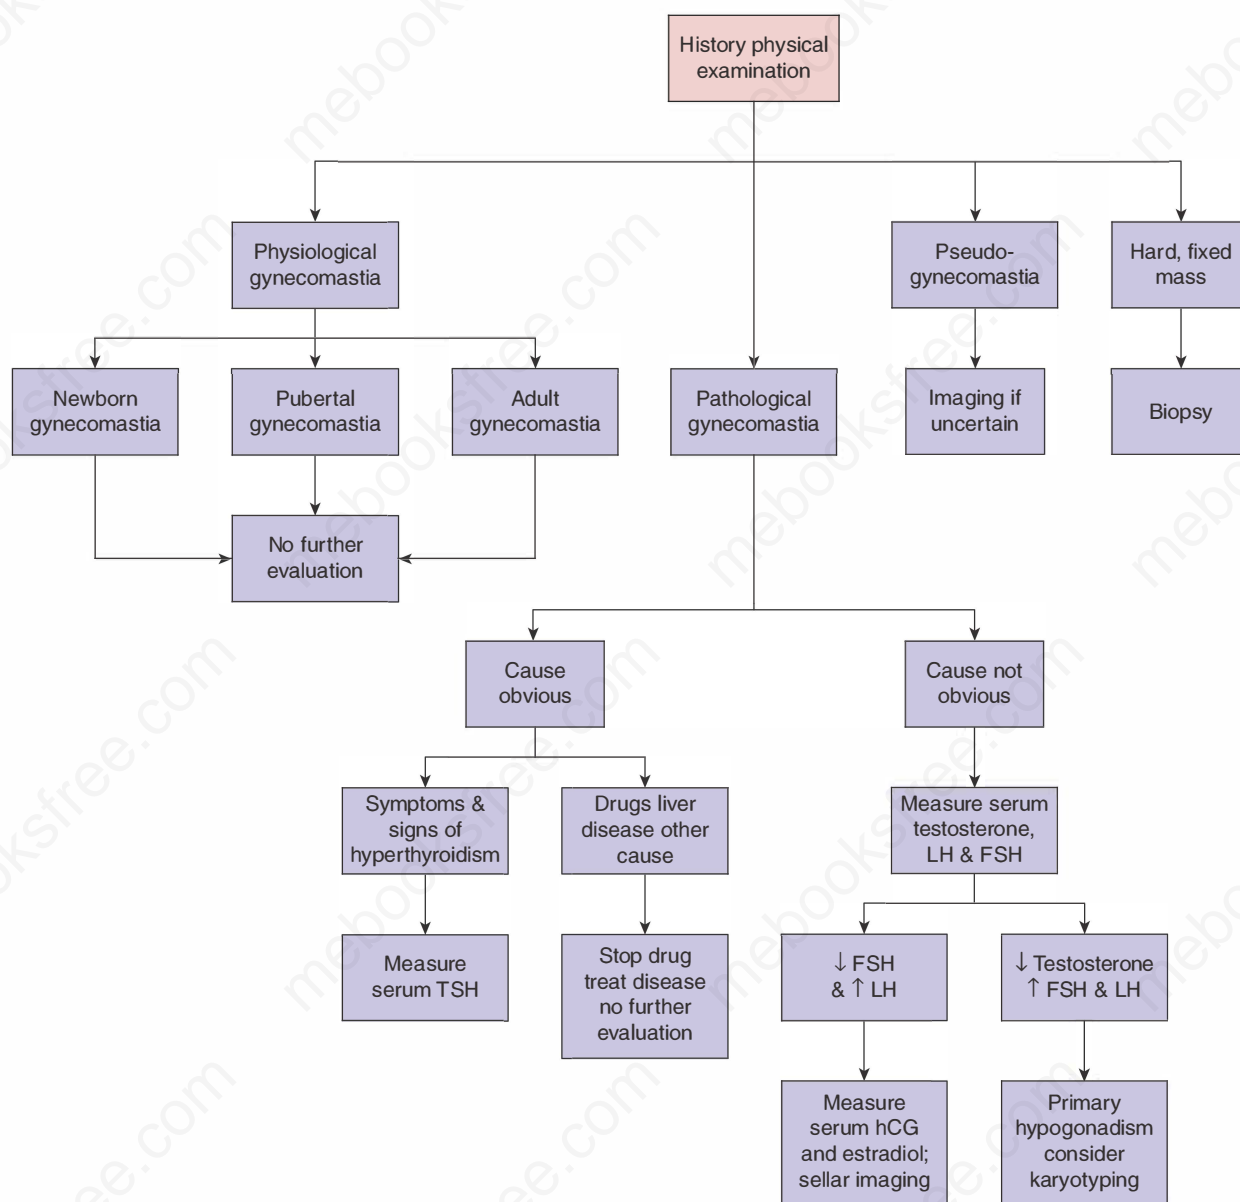 History physical
examination
Physiological
gynecomastia
Pseudo-
gynecomastia
Hard, fixed
mass
Newborn
gynecomastia
Pubertal
gynecomastia
Adult
gynecomastia
Pathological
gynecomastia
Imaging if
uncertain
Biopsy
No further
evaluation
Cause
obvious
Cause not
obvious
Symptoms &
signs of
hyperthyroidism
Drugs liver
disease other
cause
Measure serum
testosterone,
LH & FSH
Measure
serum TSH
Stop drug
treat disease
no further
evaluation
↓ FSH
& ↑ LH
↓ Testosterone
↑ FSH & LH
Measure
serum hCG
and estradiol;
sellar imaging
Primary
hypogonadism
consider
karyotyping
mebooksfree.com